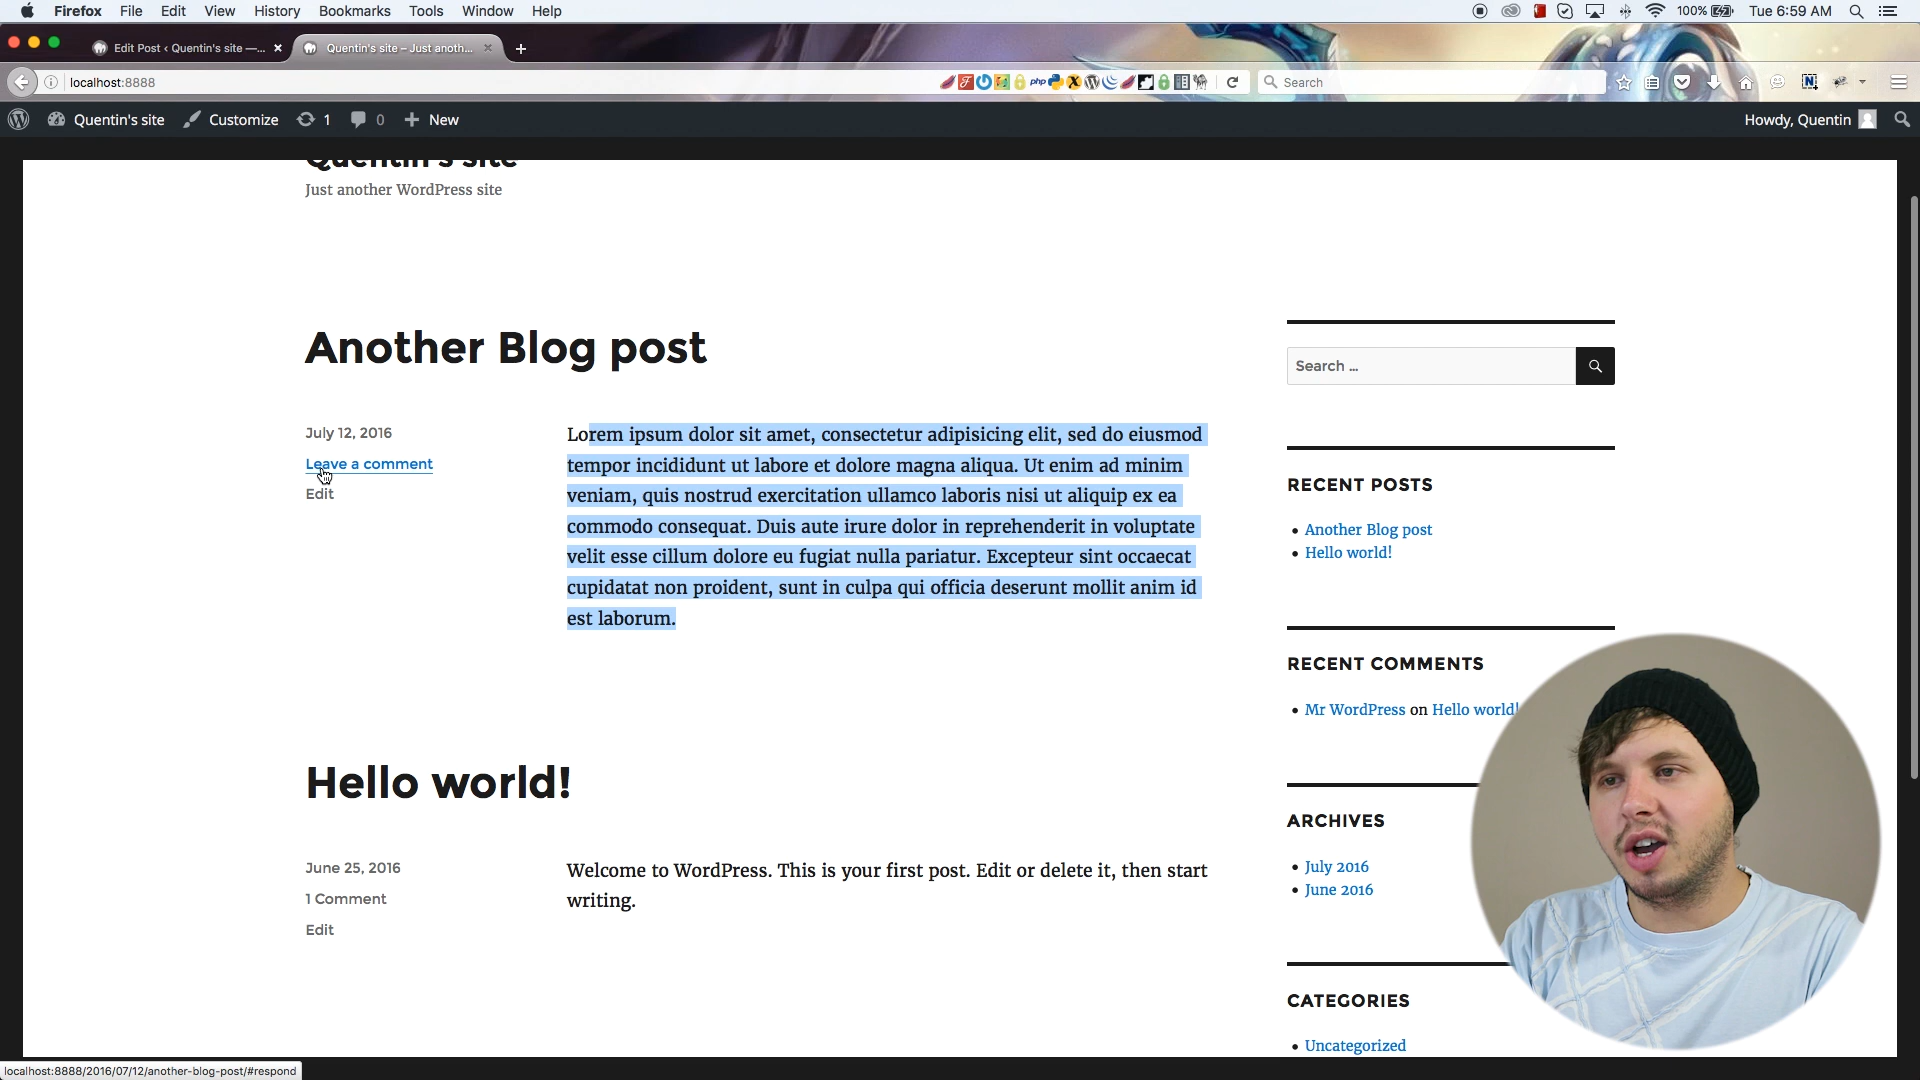 Firefox File Edit View History Bookmarks Tools Window Help 100% Tue 6:59 AM
Edit Post ‹ Quentin's site —... Quentin's site – Just anoth...
localhost:8888 php Search
Quentin's site Customize 1 0 New Howdy, Quentin
Quentin's site
Just another WordPress site
Another Blog post
Search ...
July 12, 2016
Leave a comment
Edit
Lorem ipsum dolor sit amet, consectetur adipisicing elit, sed do eiusmod
tempor incididunt ut labore et dolore magna aliqua. Ut enim ad minim
veniam, quis nostrud exercitation ullamco laboris nisi ut aliquip ex ea
commodo consequat. Duis aute irure dolor in reprehenderit in voluptate
velit esse cillum dolore eu fugiat nulla pariatur. Excepteur sint occaecat
cupidatat non proident, sunt in culpa qui officia deserunt mollit anim id
est laborum.
RECENT POSTS
Another Blog post
Hello world!
RECENT COMMENTS
Mr WordPress on Hello world!
Hello world!
June 25, 2016
1 Comment
Edit
Welcome to WordPress. This is your first post. Edit or delete it, then start
writing.
ARCHIVES
July 2016
June 2016
CATEGORIES
Uncategorized
localhost:8888/2016/07/12/another-blog-post/#respond